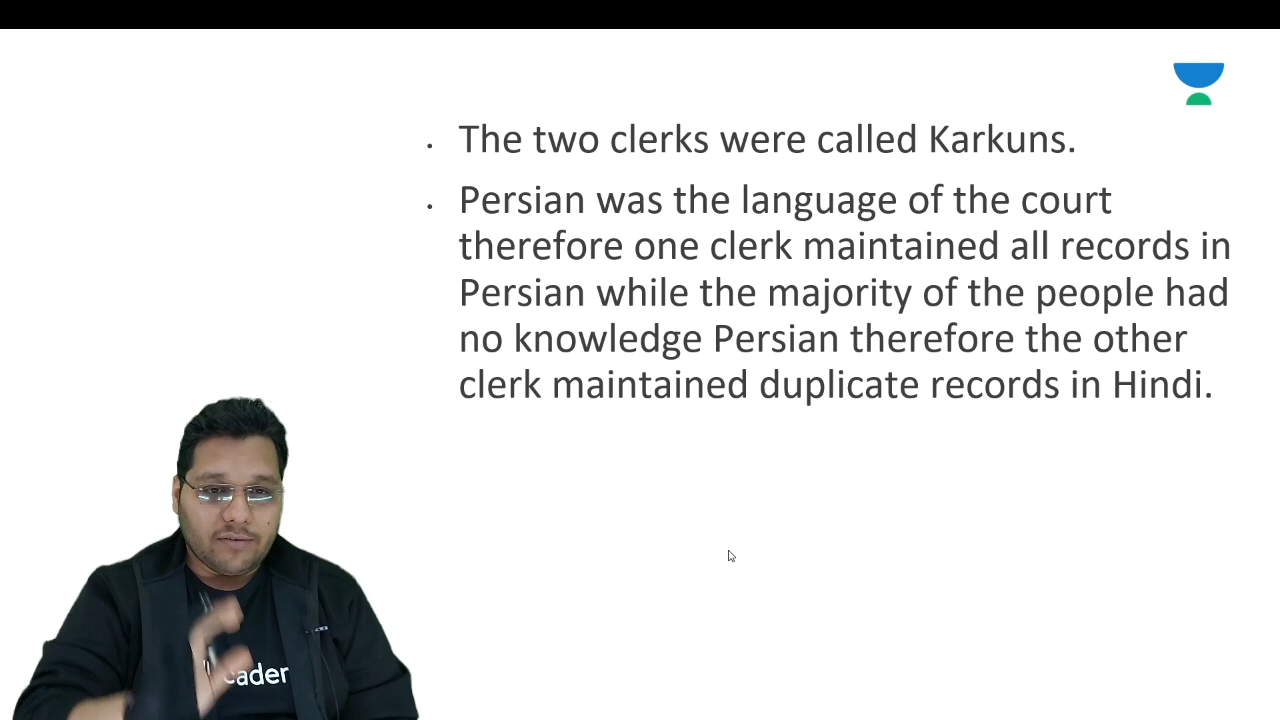 The two clerks were called Karkuns.
Persian was the language of the court
therefore one clerk maintained all records in
Persian while the majority of the people had
no knowledge Persian therefore the other
clerk maintained duplicate records in Hindi.